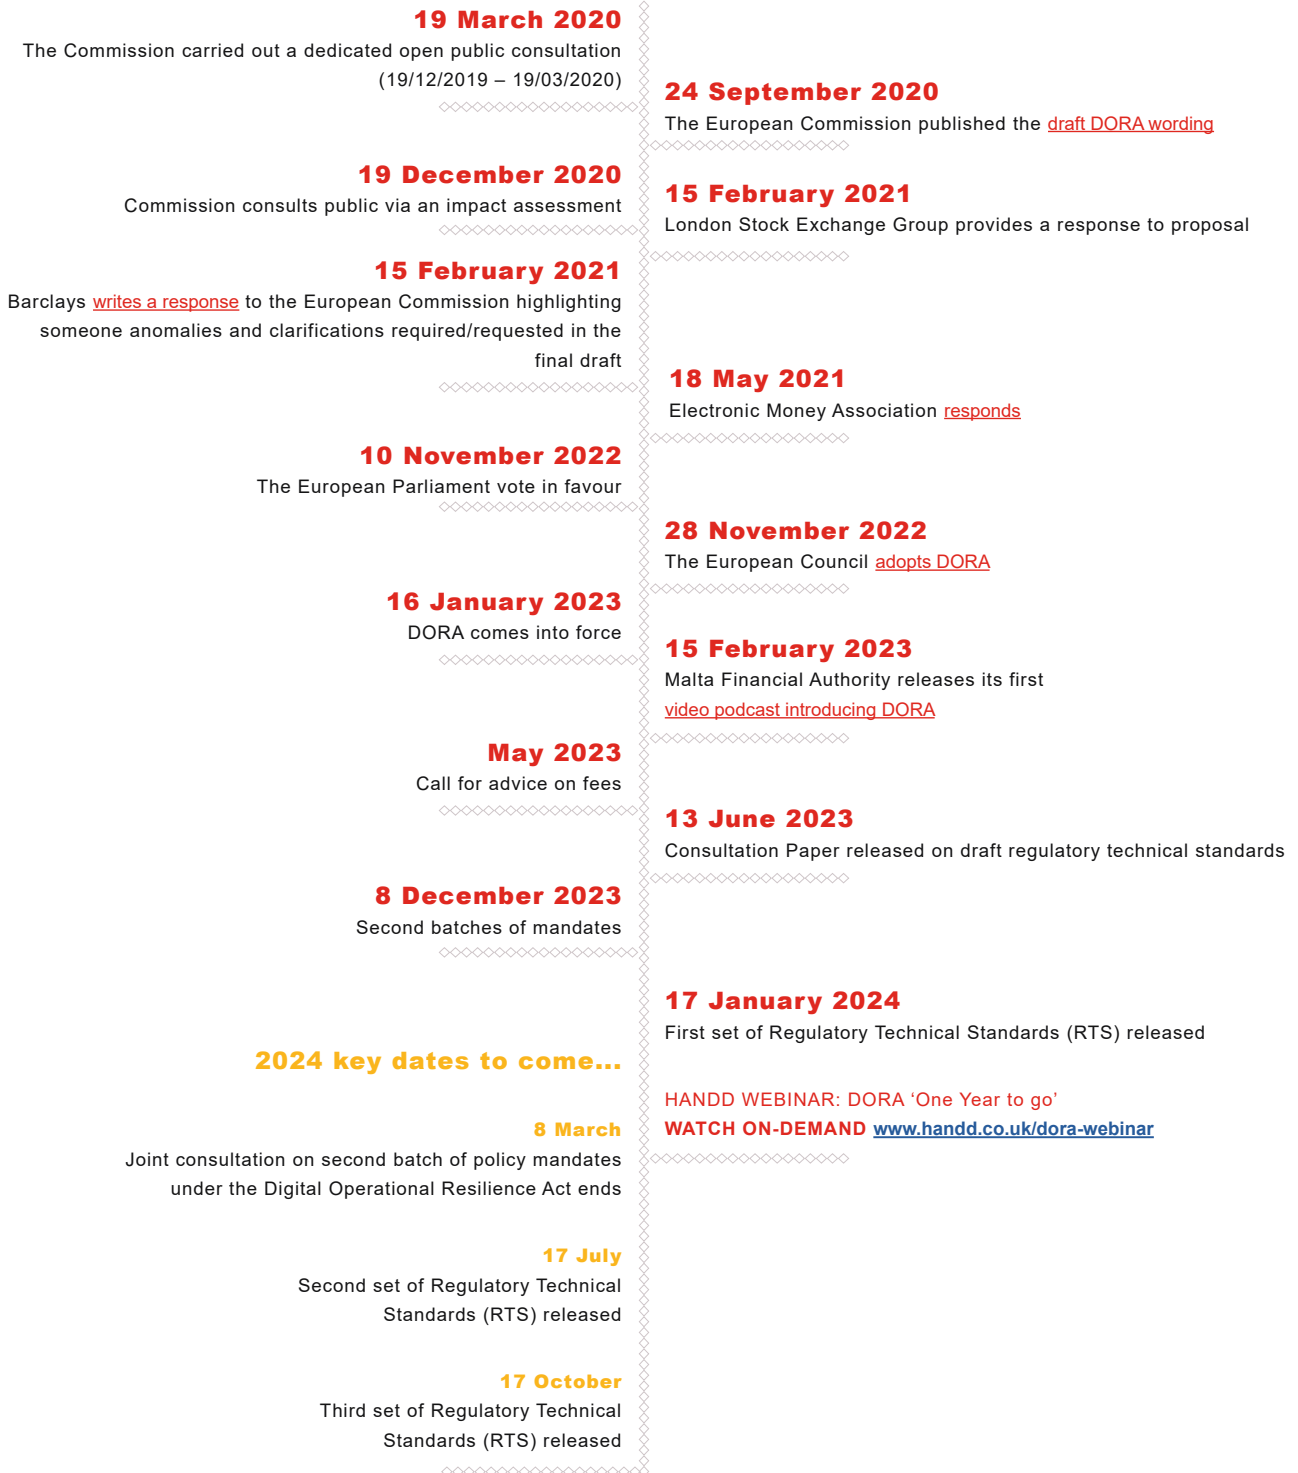 19 March 2020
The Commission carried out a dedicated open public consultation
(19/12/2019 – 19/03/2020)
24 September 2020
The European Commission published the draft DORA wording
19 December 2020
Commission consults public via an impact assessment
15 February 2021
London Stock Exchange Group provides a response to proposal
15 February 2021
Barclays writes a response to the European Commission highlighting
someone anomalies and clarifications required/requested in the
final draft
18 May 2021
Electronic Money Association responds
10 November 2022
The European Parliament vote in favour
28 November 2022
The European Council adopts DORA
16 January 2023
DORA comes into force
15 February 2023
Malta Financial Authority releases its first
video podcast introducing DORA
May 2023
Call for advice on fees
13 June 2023
Consultation Paper released on draft regulatory technical standards
8 December 2023
Second batches of mandates
17 January 2024
First set of Regulatory Technical Standards (RTS) released
HANDD WEBINAR: DORA ‘One Year to go’
WATCH ON-DEMAND www.handd.co.uk/dora-webinar
2024 key dates to come...
8 March
Joint consultation on second batch of policy mandates
under the Digital Operational Resilience Act ends
17 July
Second set of Regulatory Technical
Standards (RTS) released
17 October
Third set of Regulatory Technical
Standards (RTS) released